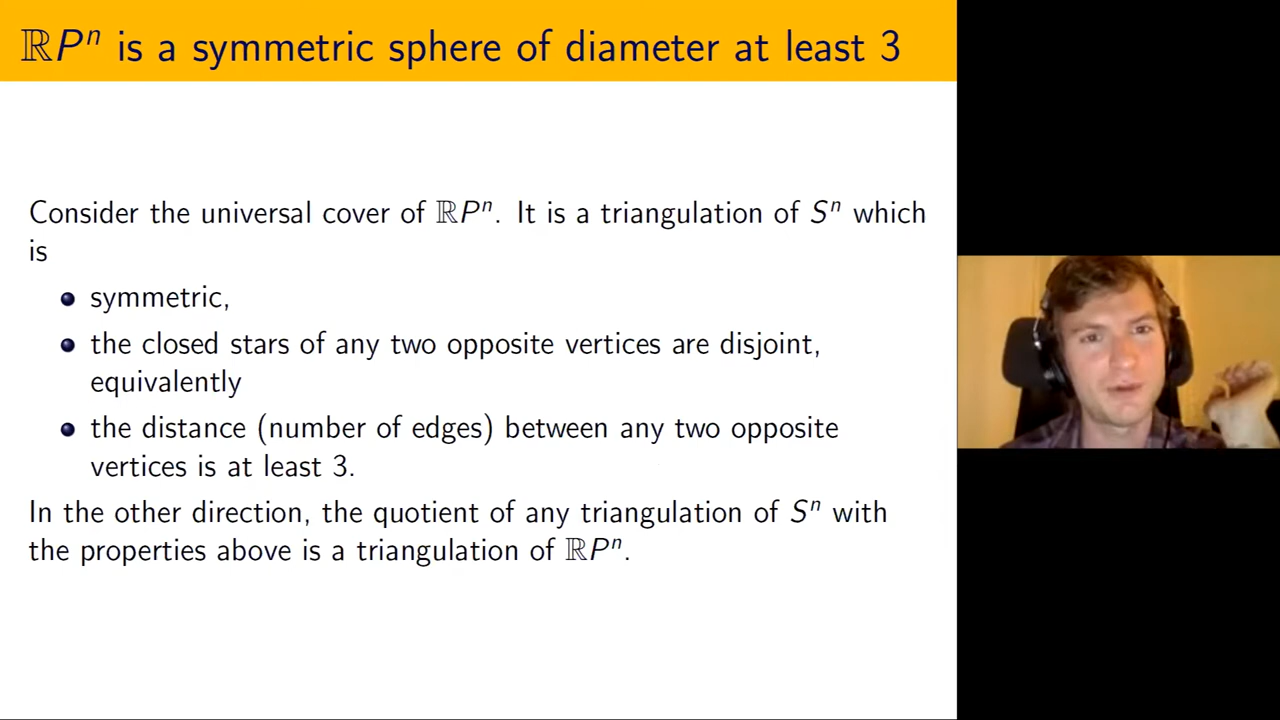 ℝPⁿ is a symmetric sphere of diameter at least 3
Consider the universal cover of ℝPⁿ. It is a triangulation of Sⁿ which
is
• symmetric,
• the closed stars of any two opposite vertices are disjoint,
equivalently
• the distance (number of edges) between any two opposite
vertices is at least 3.
In the other direction, the quotient of any triangulation of Sⁿ with
the properties above is a triangulation of ℝPⁿ.